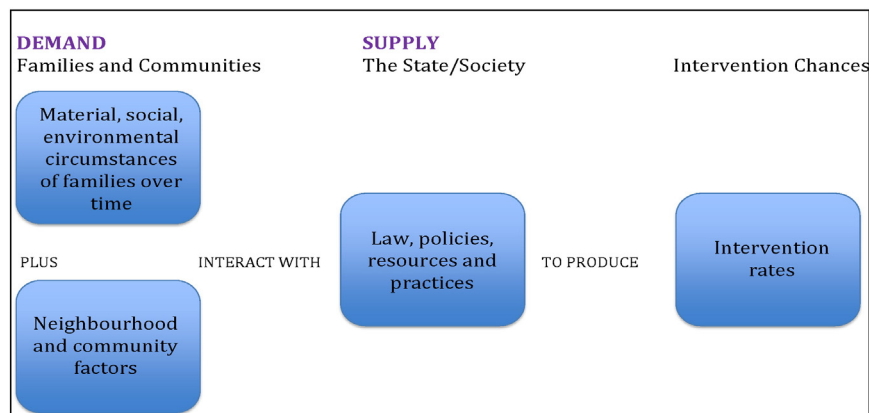 DEMAND
Families and Communities
Material, social,
environmental
circumstances
of families over
time
PLUS
Neighbourhood
and community
factors
INTERACT WITH
SUPPLY
The State/Society
Law, policies,
resources and
practices
TO PRODUCE
Intervention Chances
Intervention
rates